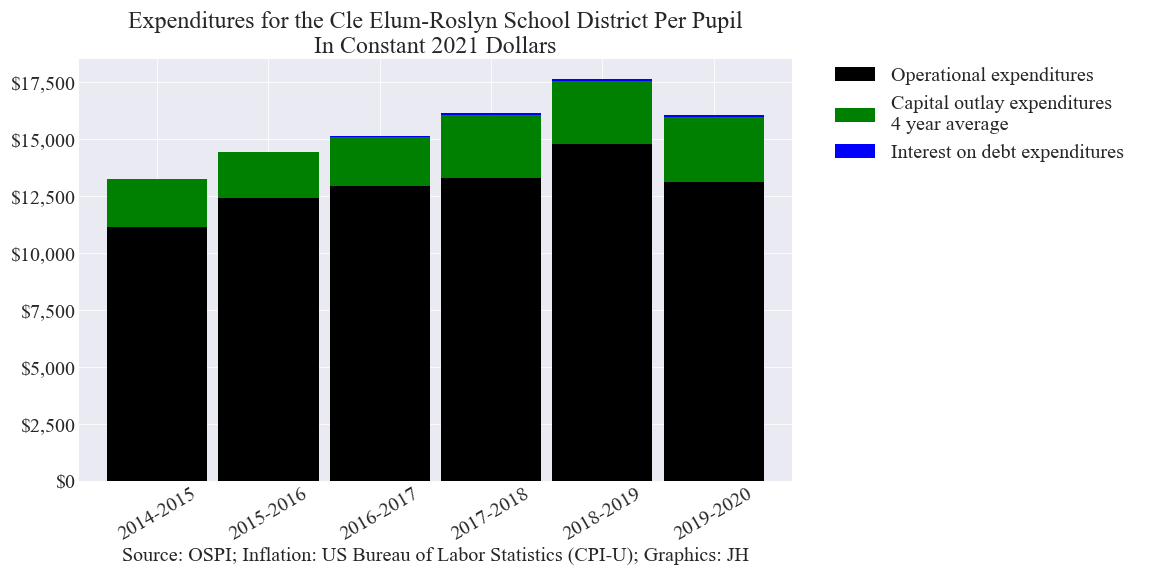 Expenditures for the Cle Elum-Roslyn School District Per Pupil
In Constant 2021 Dollars
$17,500
$15,000
$12,500
$10,000
$7,500
$5,000
$2,500
$0
Operational expenditures
Capital outlay expenditures
4 year average
Interest on debt expenditures
2014-2015
2015-2016
2016-2017
2017-2018
2018-2019
2019-2020
Source: OSPI; Inflation: US Bureau of Labor Statistics (CPI-U); Graphics: JH